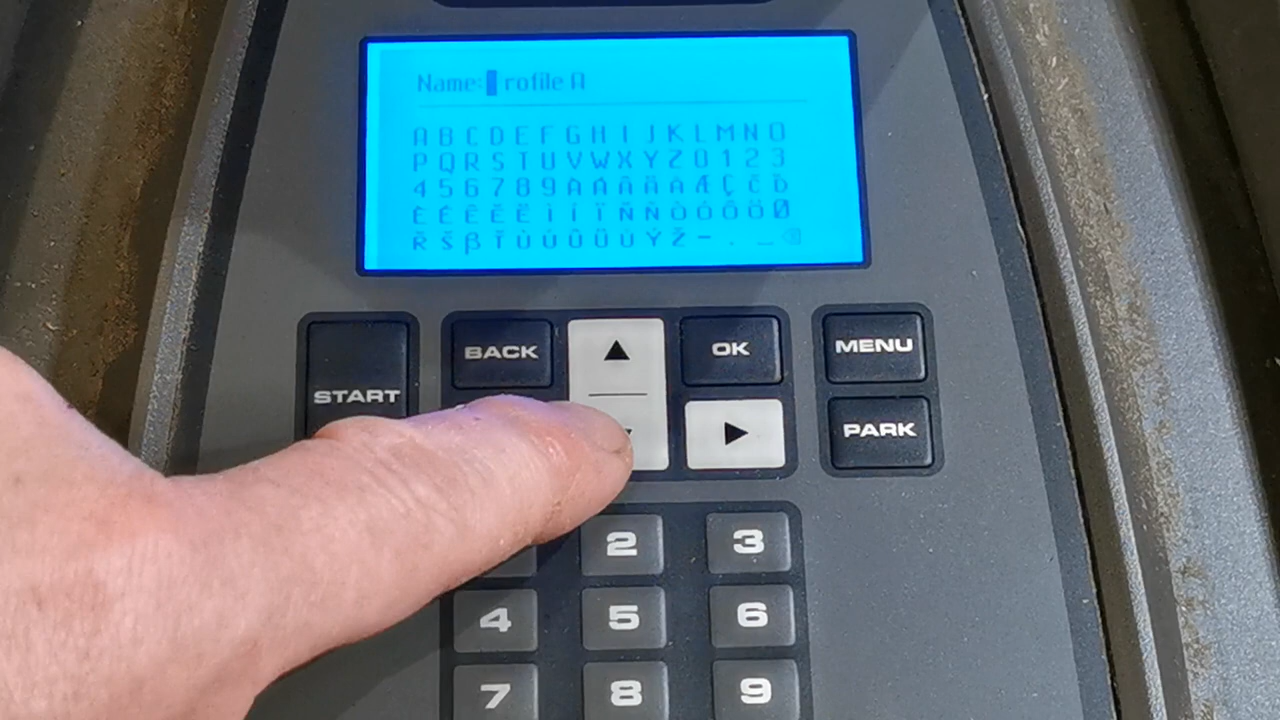 Name: rofile A
A B C D E F G H I J K L M N O
P Q R S T U V W X Y Z 0 1 2 3
4 5 6 7 8 9 À Á Ã Ä Å Æ Ç Č Ď
È É Ê Ě Ë Ì Í Ï Ň Ñ Ò Ó Ô Ö Ø
Ř Š β Ť Ù Ú Û Ü Ů Ý Ž - . _
BACK
OK
MENU
START
PARK
2
3
4
5
6
7
8
9